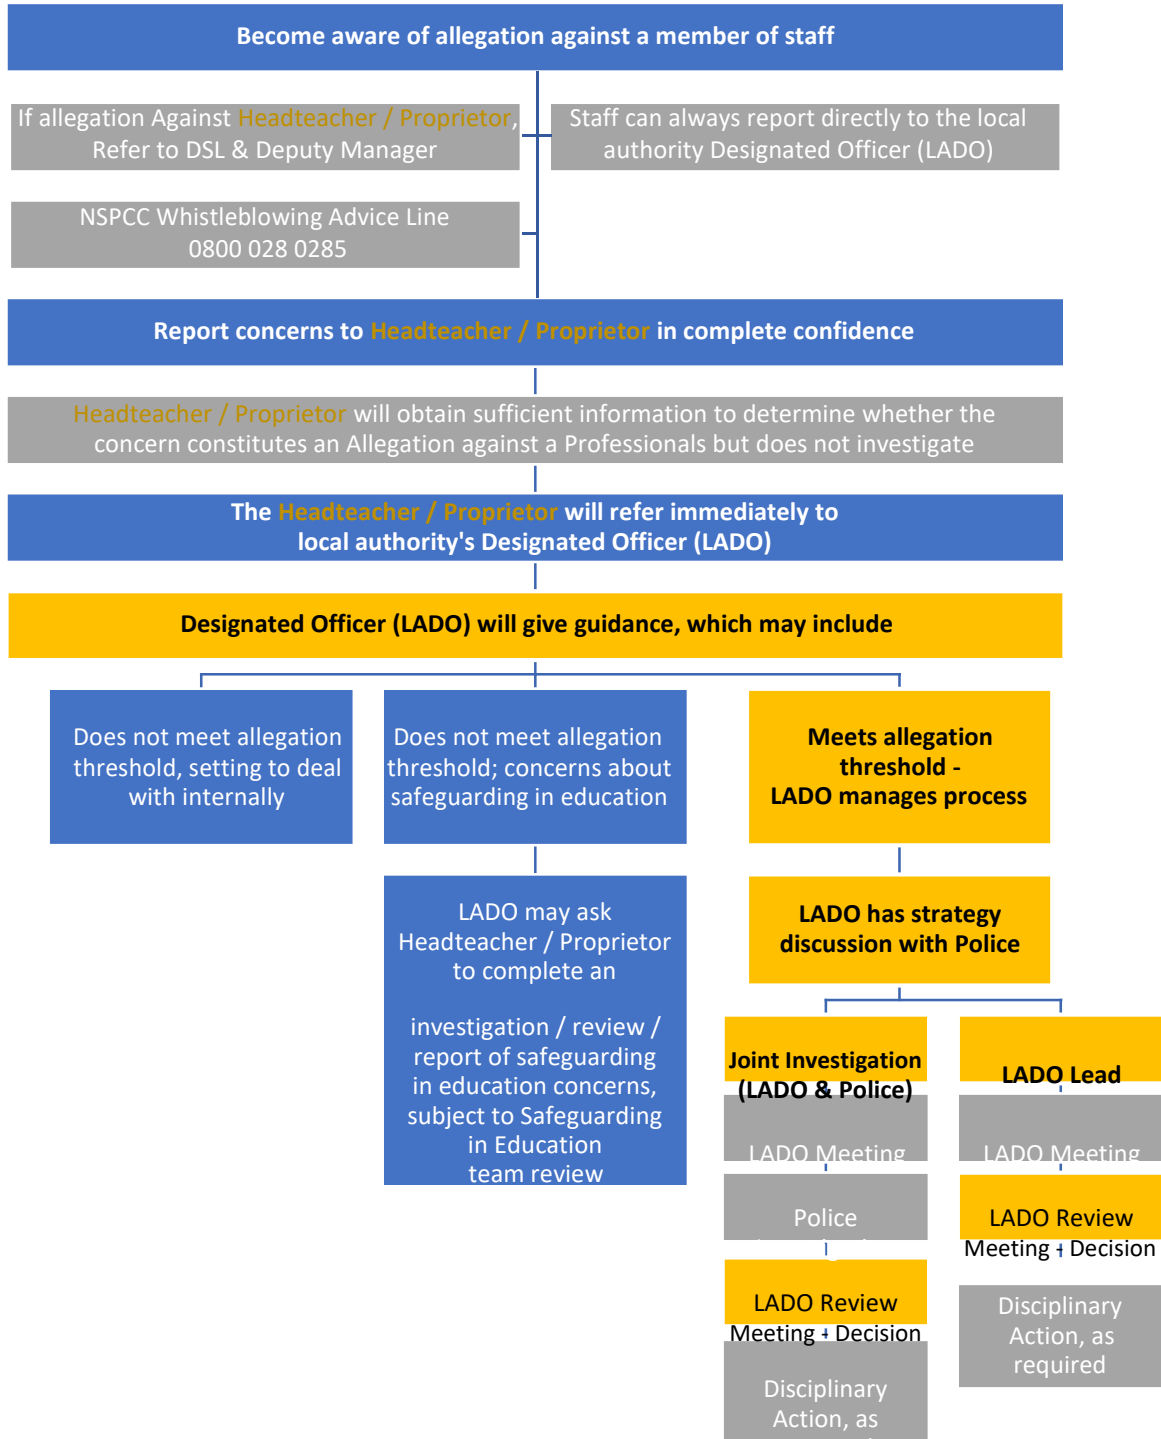 Become aware of allegation against a member of staff
If allegation Against Headteacher / Proprietor,
Refer to DSL & Deputy Manager
Staff can always report directly to the local
authority Designated Officer (LADO)
NSPCC Whistleblowing Advice Line
0800 028 0285
Report concerns to Headteacher / Proprietor in complete confidence
Headteacher / Proprietor will obtain sufficient information to determine whether the
concern constitutes an Allegation against a Professionals but does not investigate
The Headteacher / Proprietor will refer immediately to
local authority's Designated Officer (LADO)
Designated Officer (LADO) will give guidance, which may include
Does not meet allegation
threshold, setting to deal
with internally
Does not meet allegation
threshold; concerns about
safeguarding in education
Meets allegation
threshold -
LADO manages process
LADO may ask
Headteacher / Proprietor
to complete an
investigation / review /
report of safeguarding
in education concerns,
subject to Safeguarding
in Education
team review
LADO has strategy
discussion with Police
Joint Investigation
(LADO & Police)
LADO Meeting
Police
LADO Review
Meeting - Decision
Disciplinary
Action, as
LADO Lead
LADO Meeting
LADO Review
Meeting - Decision
Disciplinary
Action, as
required